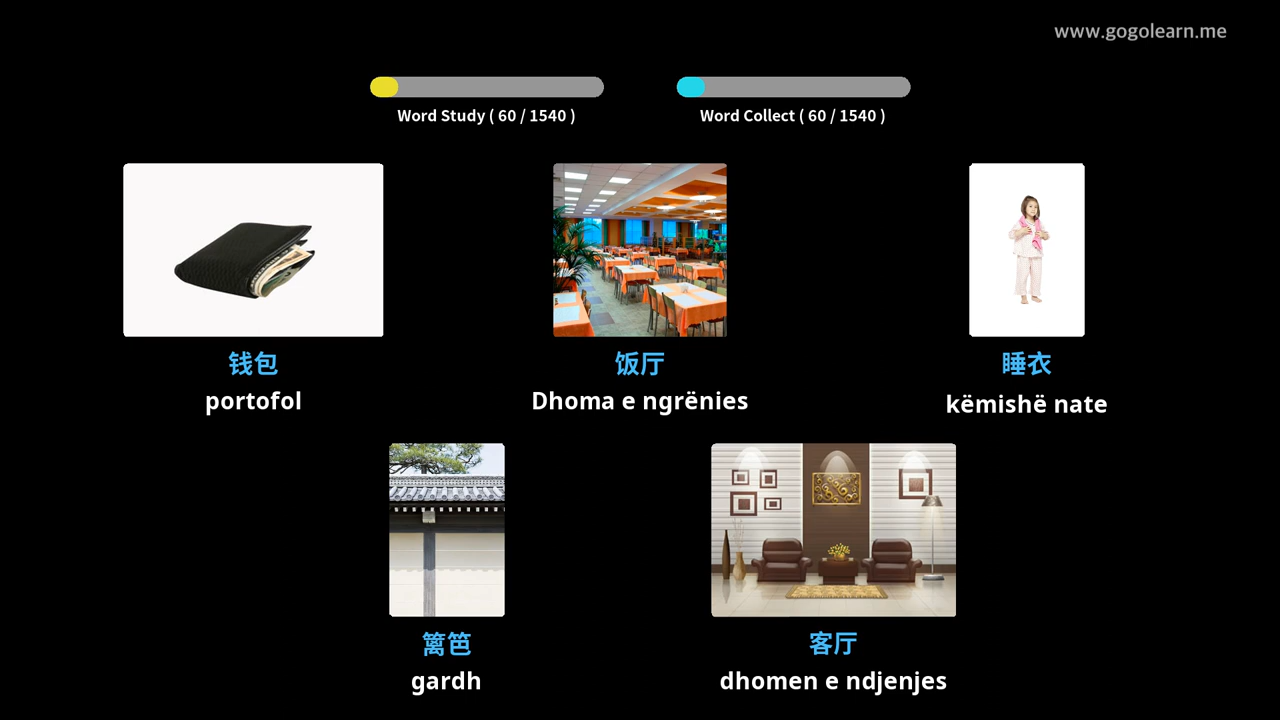 www.gogolearn.me
Word Study ( 60 / 1540 )
Word Collect ( 60 / 1540 )
钱包
饭厅
睡衣
portofol
Dhoma e ngrënies
këmishë nate
篱笆
客厅
gardh
dhomen e ndjenjes